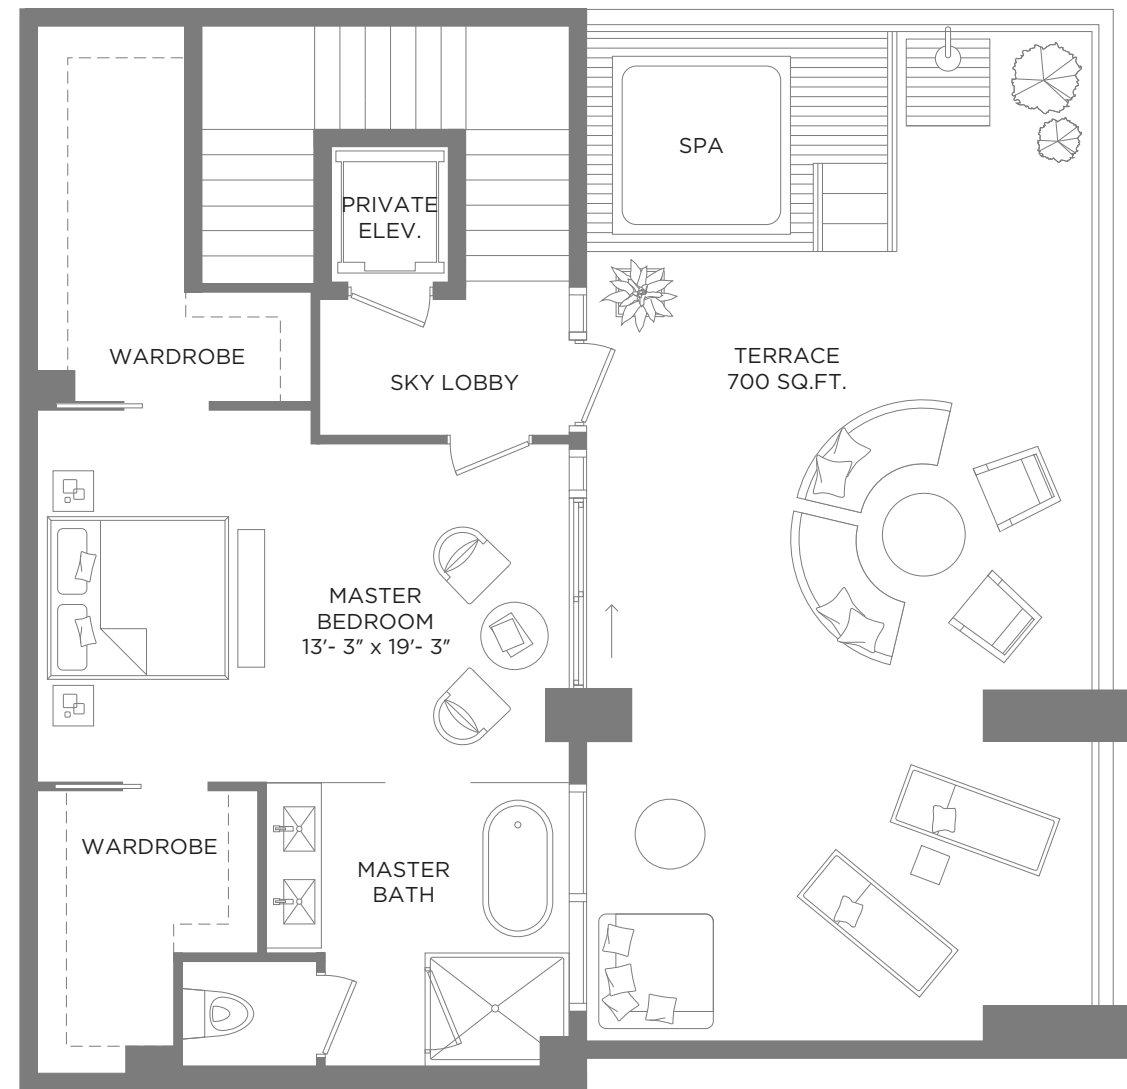 SPA
PRIVATE
ELEV.
WARDROBE
SKY LOBBY
TERRACE
700 SQ.FT.
MASTER
BEDROOM
13'- 3" x 19'- 3"
WARDROBE
MASTER
BATH